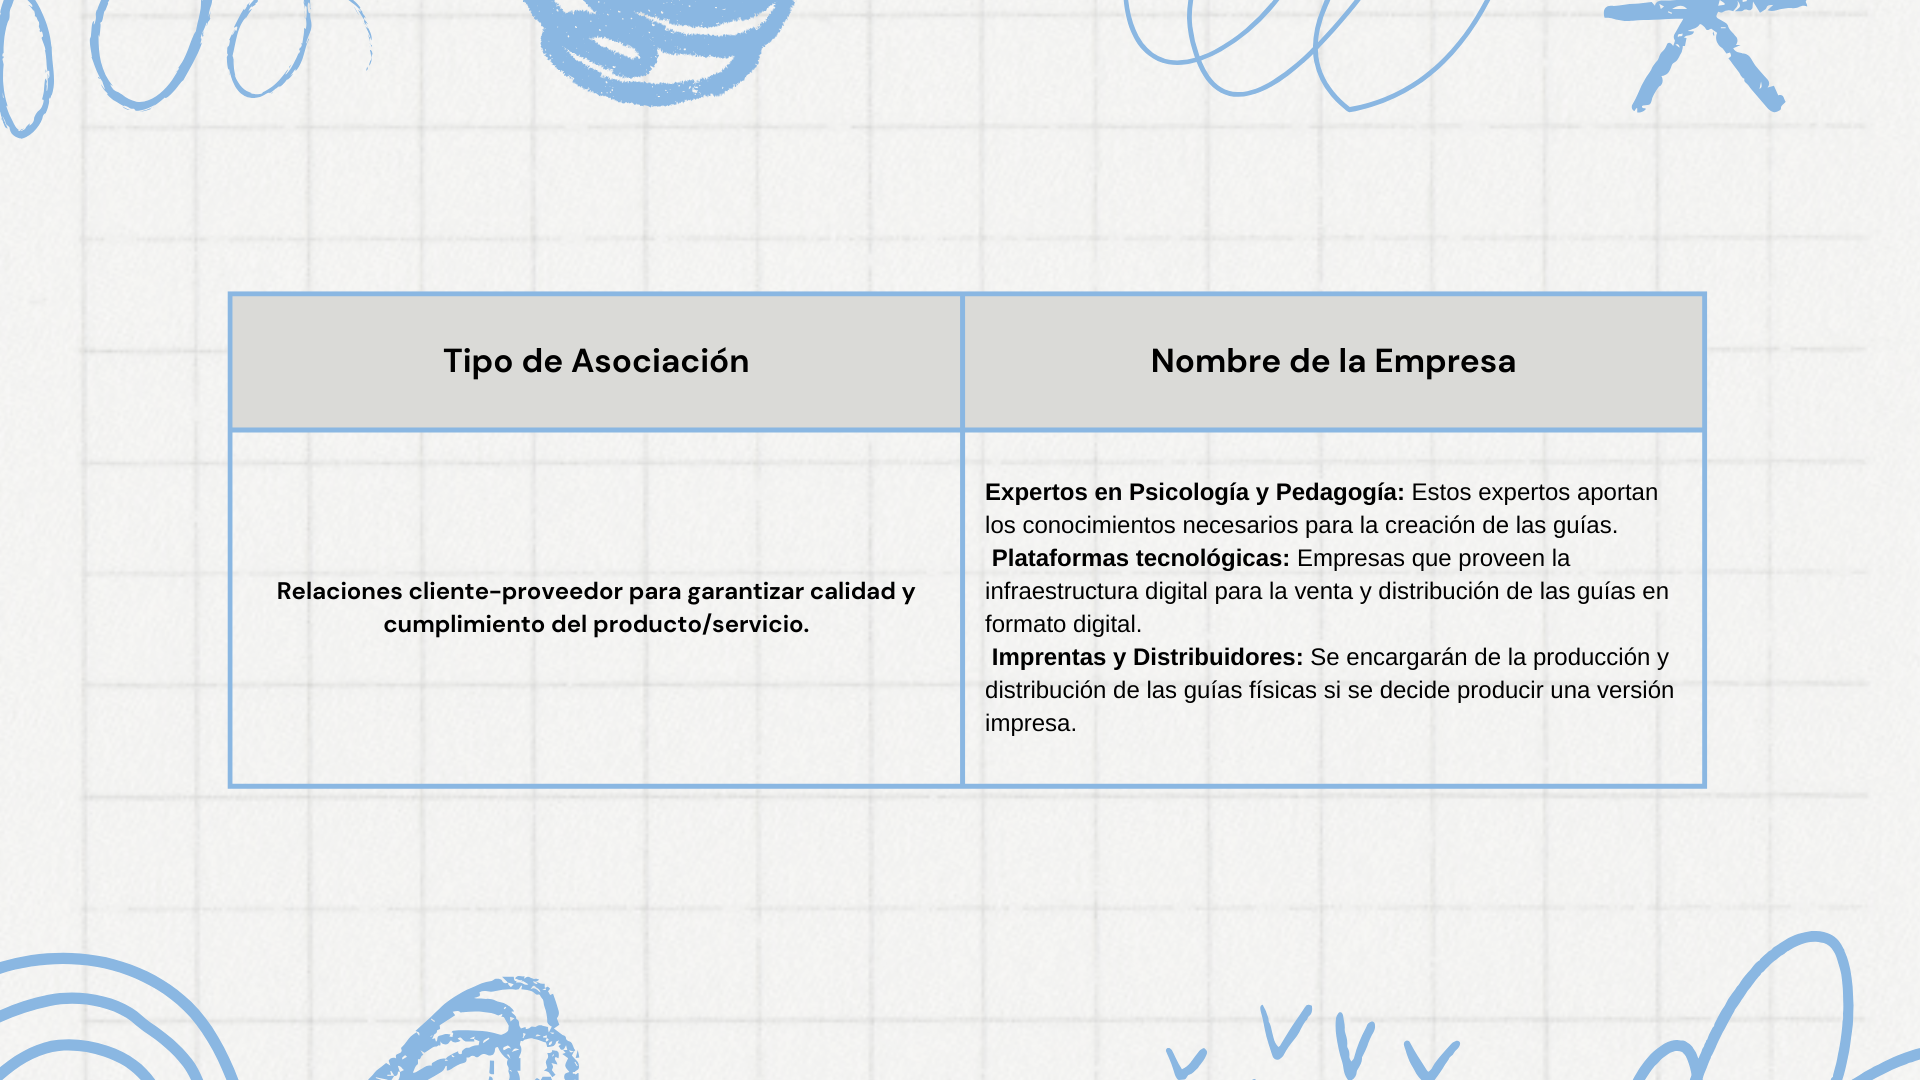 Tipo de Asociación
Nombre de la Empresa
Relaciones cliente-proveedor para garantizar calidad y
cumplimiento del producto/servicio.
Expertos en Psicología y Pedagogía: Estos expertos aportan
los conocimientos necesarios para la creación de las guías.
Plataformas tecnológicas: Empresas que proveen la
infraestructura digital para la venta y distribución de las guías en
formato digital.
Imprentas y Distribuidores: Se encargarán de la producción y
distribución de las guías físicas si se decide producir una versión
impresa.